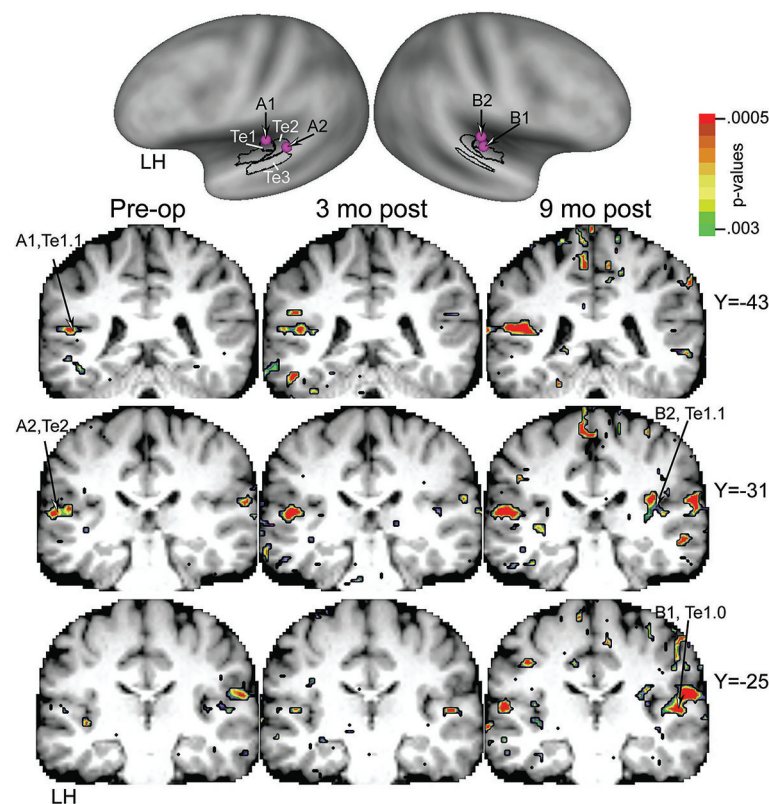 A1
Te2
A2
Te1
Te3
LH
B2
B1
.0005
p-values
.003
Pre-op
3 mo post
9 mo post
A1,Te1.1
Y=-43
A2,Te2
B2, Te1.1
Y=-31
B1, Te1.0
Y=-25
LH